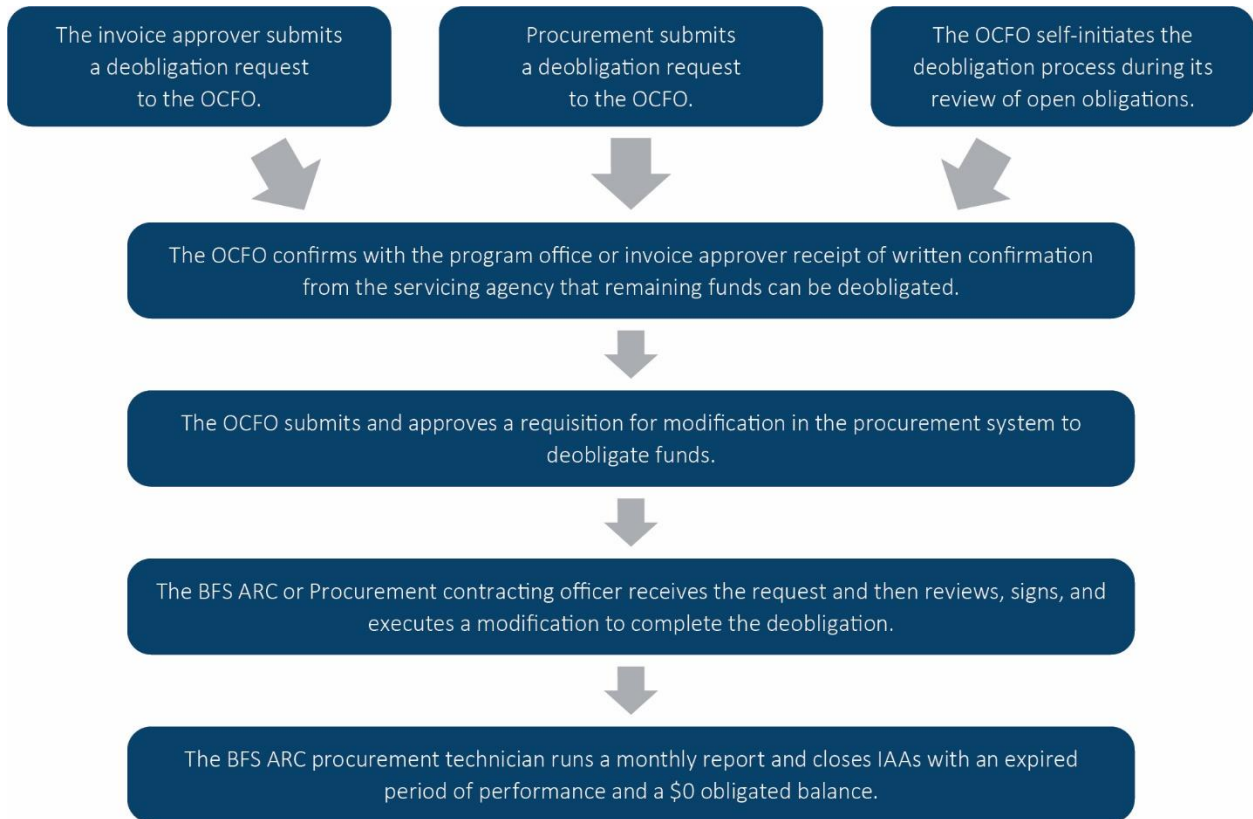 The invoice approver submits
a deobligation request
to the OCFO.
Procurement submits
a deobligation request
to the OCFO.
The OCFO self-initiates the
deobligation process during its
review of open obligations.
The OCFO confirms with the program office or invoice approver receipt of written confirmation
from the servicing agency that remaining funds can be deobligated.
The OCFO submits and approves a requisition for modification in the procurement system to
deobligate funds.
The BFS ARC or Procurement contracting officer receives the request and then reviews, signs, and
executes a modification to complete the deobligation.
The BFS ARC procurement technician runs a monthly report and closes IAAs with an expired
period of performance and a $0 obligated balance.